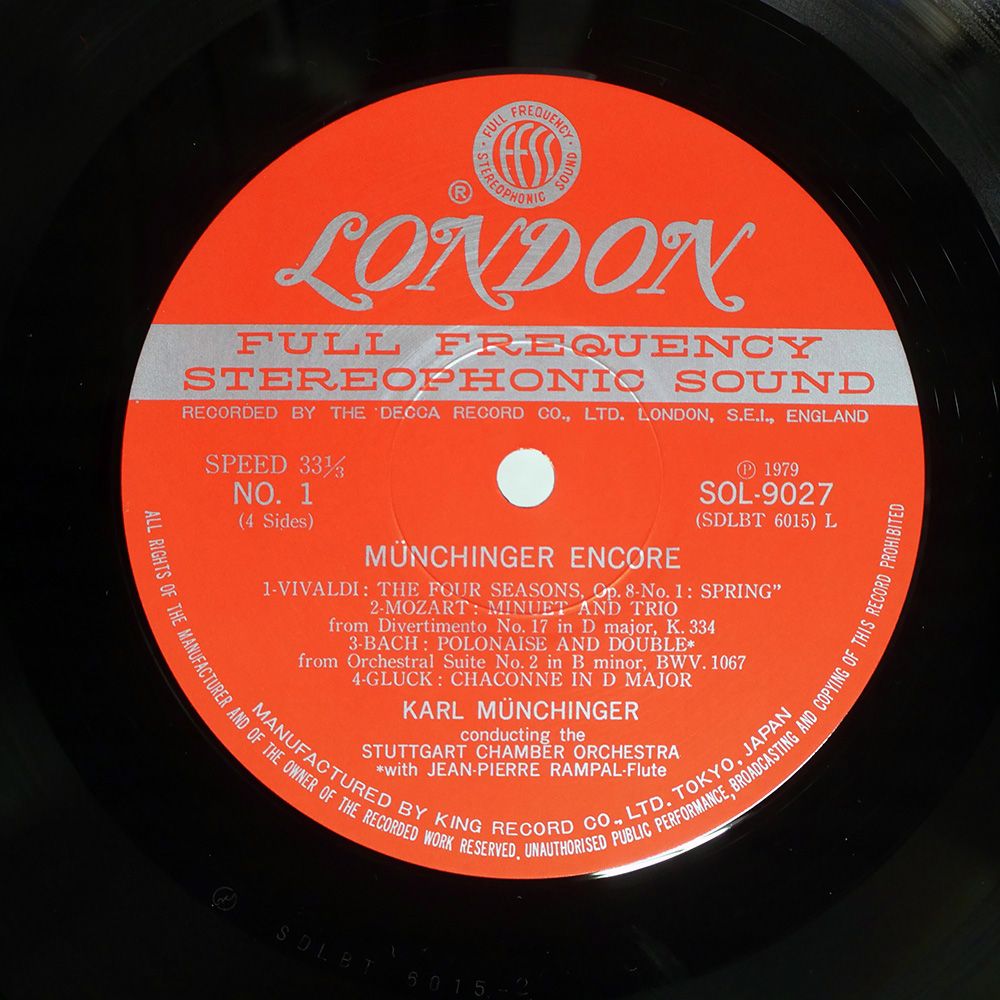 FULL FREQUENCY
STEREOPHONIC SOUND
FFSS
®
LONDON
FULL FREQUENCY
STEREOPHONIC SOUND
RECORDED BY THE DECCA RECORD CO., LTD. LONDON, S.E.I., ENGLAND
SPEED 33⅓
NO. 1
(4 Sides)
Ⓟ 1979
SOL-9027
(SDLBT 6015) L
MÜNCHINGER ENCORE
1-VIVALDI: THE FOUR SEASONS, Op. 8-No. 1: SPRING”
2-MOZART: MINUET AND TRIO
from Divertimento No. 17 in D major, K. 334
3-BACH: POLONAISE AND DOUBLE*
from Orchestral Suite No. 2 in B minor, BWV. 1067
4-GLUCK: CHACONNE IN D MAJOR
KARL MÜNCHINGER
conducting the
STUTTGART CHAMBER ORCHESTRA
*with JEAN-PIERRE RAMPAL-Flute
MANUFACTURED BY KING RECORD CO., LTD. TOKYO, JAPAN
ALL RIGHTS OF THE MANUFACTURER AND OF THE OWNER OF THE RECORDED WORK RESERVED. UNAUTHORISED PUBLIC PERFORMANCE, BROADCASTING AND COPYING OF THIS RECORD PROHIBITED
SDLBT 6015-2